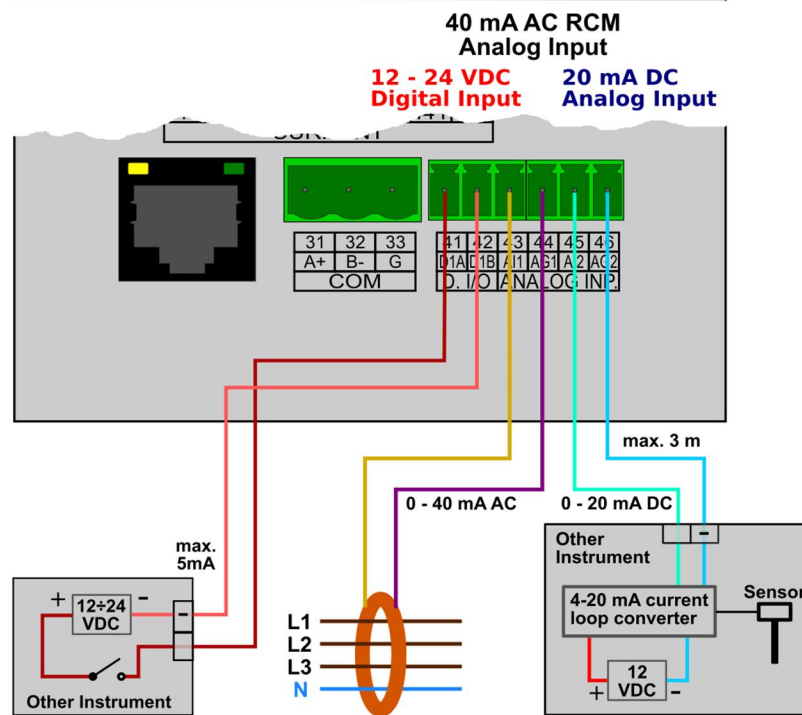 40 mA AC RCM
Analog Input
12 - 24 VDC
Digital Input
20 mA DC
Analog Input
31 32 33
A+ B- G
COM
41 42 43 44 45 46
D1A D1B AI1 AG1 AI2 AG2
D. I/O ANALOG INP.
max. 3 m
0 - 40 mA AC
0 - 20 mA DC
max.
5mA
Other
Instrument
-
+ 12÷24 VDC -
-
Other Instrument
L1
L2
L3
N
4-20 mA current
loop converter
Sensor
+ 12 VDC -